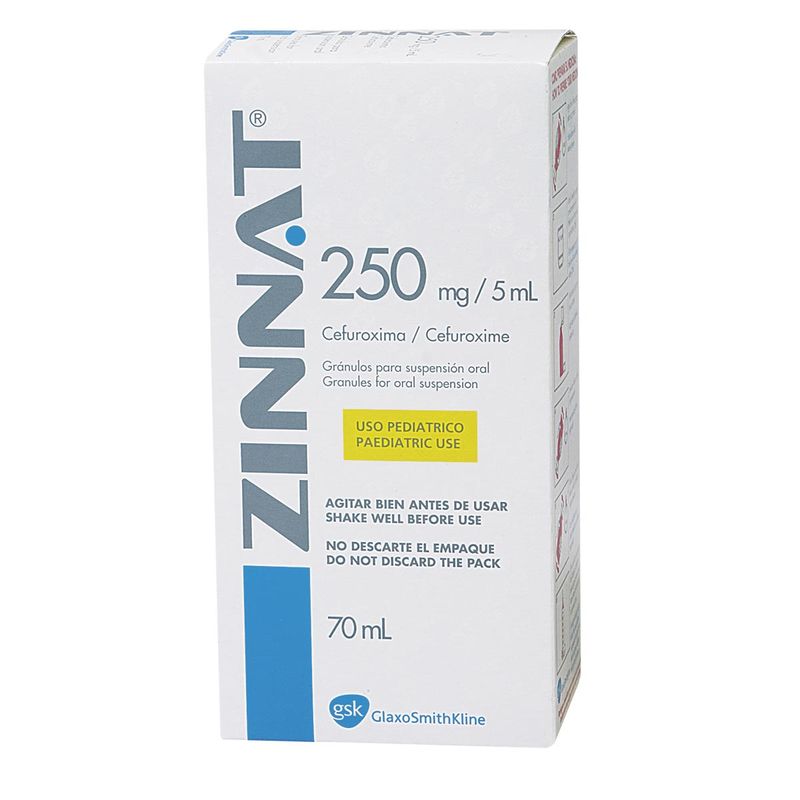 ZINNAT®
250 mg / 5 mL
Cefuroxima / Cefuroxime
Gránulos para suspensión oral
Granules for oral suspension
USO PEDIATRICO
PAEDIATRIC USE
AGITAR BIEN ANTES DE USAR
SHAKE WELL BEFORE USE
NO DESCARTE EL EMPAQUE
DO NOT DISCARD THE PACK
70 mL
gsk GlaxoSmithKline